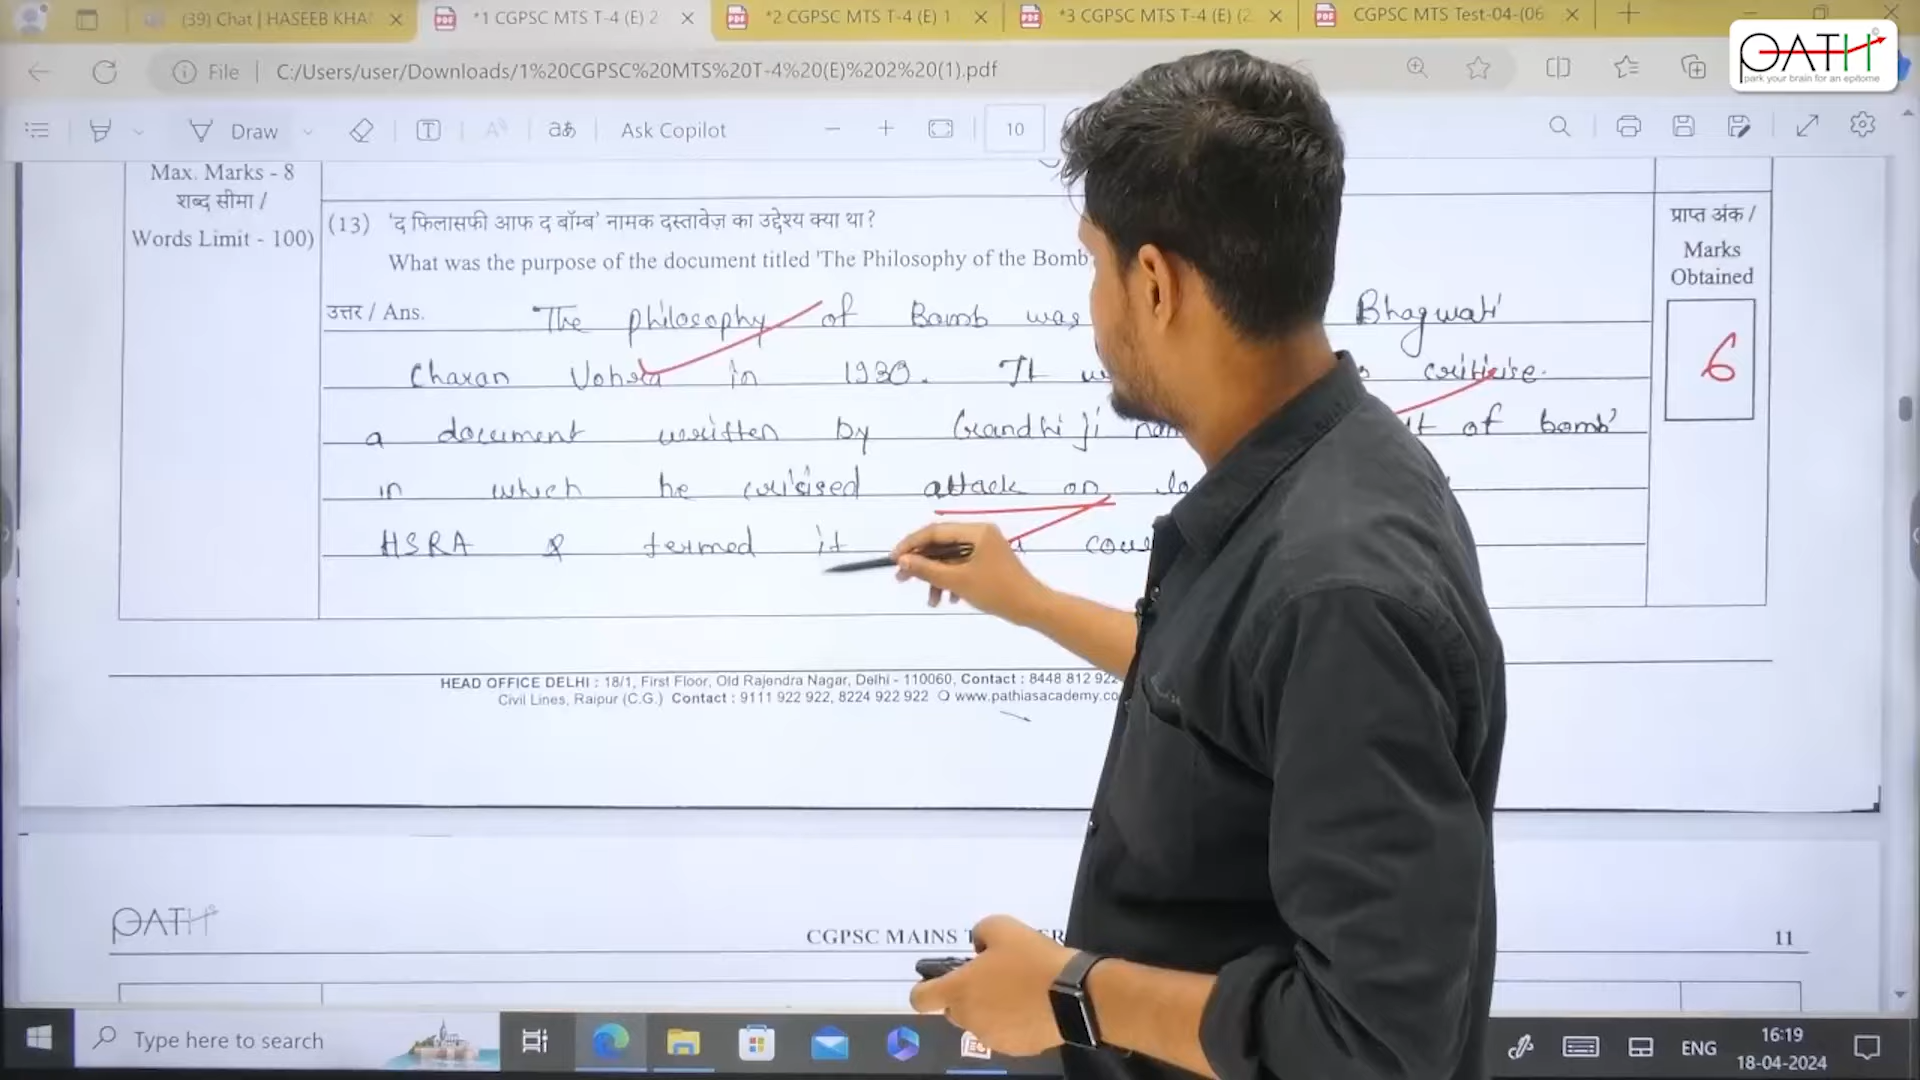 (39) Chat | HASEEB KHA
*1 CGPSC MTS T-4 (E) 2
*2 CGPSC MTS T-4 (E) 1
*3 CGPSC MTS T-4 (E) (2
CGPSC MTS Test-04-(06
PATH
park your brain for an epitome
File
C:/Users/user/Downloads/1%20CGPSC%20MTS%20T-4%20(E)%202%20(1).pdf
Draw
Ask Copilot
10
Max. Marks - 8
शब्द सीमा /
Words Limit - 100)
(13) 'द फिलासफी आफ द बॉम्ब' नामक दस्तावेज़ का उद्देश्य क्या था?
What was the purpose of the document titled 'The Philosophy of the Bomb
प्राप्त अंक /
Marks
Obtained
6
उत्तर / Ans.
The philosophy of Bomb was Bhagwati
Charan Vohra in 1930. It criticise
a document written by Gandhi ji of bomb'
in which he criSised attack on
HSRA & termed it
HEAD OFFICE DELHI : 18/1, First Floor, Old Rajendra Nagar, Delhi - 110060, Contact : 8448 812 922
Civil Lines, Raipur (C.G.) Contact : 9111 922 922, 8224 922 922 www.pathiasacademy.co
PATH
CGPSC MAINS
11
Type here to search
ENG
16:19
18-04-2024